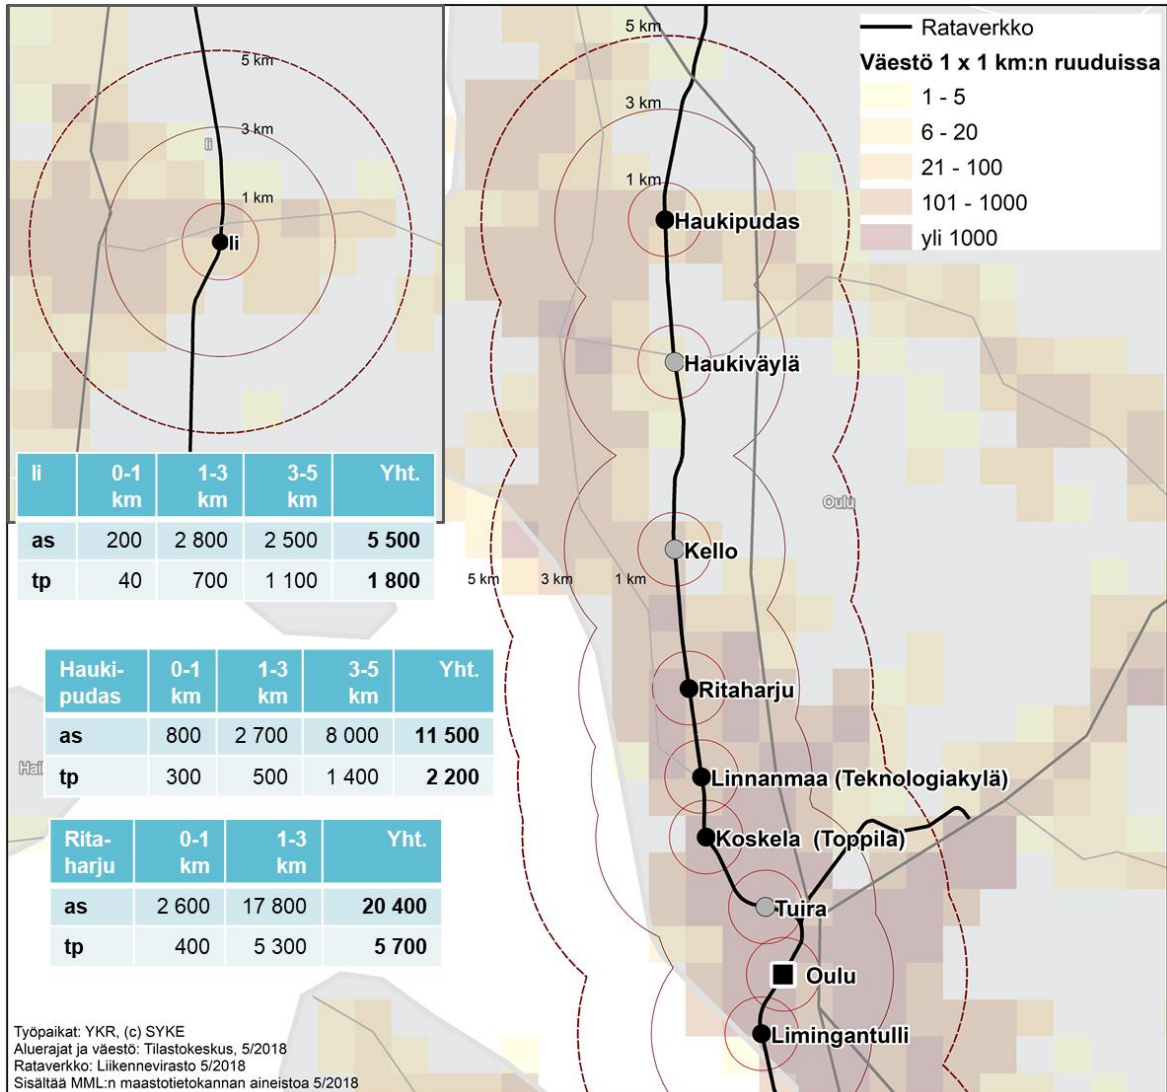 5 km
3 km
1 km
Ii
Ii
5 km
3 km
1 km
Rataverkko
Väestö 1 x 1 km:n ruuduissa
1 - 5
6 - 20
21 - 100
101 - 1000
yli 1000
Haukipudas
Haukiväylä
Oulu
Kello
5 km 3 km 1 km
Ritaharju
Linnanmaa (Teknologiakylä)
Koskela (Toppila)
Tuira
Oulu
Limingantulli
Ii 0-1 km 1-3 km 3-5 km Yht.
as 200 2 800 2 500 5 500
tp 40 700 1 100 1 800
Hauki-pudas 0-1 km 1-3 km 3-5 km Yht.
as 800 2 700 8 000 11 500
tp 300 500 1 400 2 200
Hai
Rita-harju 0-1 km 1-3 km Yht.
as 2 600 17 800 20 400
tp 400 5 300 5 700
Työpaikat: YKR, (c) SYKE
Aluerajat ja väestö: Tilastokeskus, 5/2018
Rataverkko: Liikennevirasto 5/2018
Sisältää MML:n maastotietokannan aineistoa 5/2018